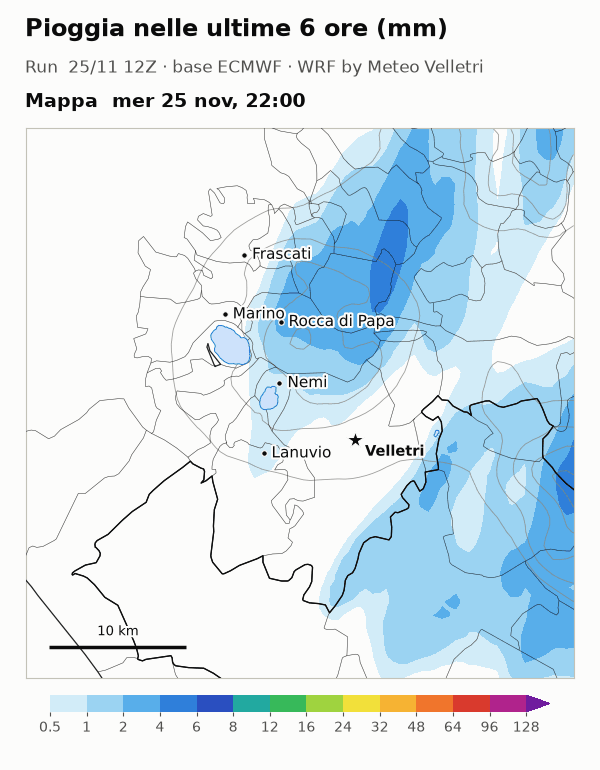 Pioggia nelle ultime 6 ore (mm)
Run  25/11 12Z · base ECMWF · WRF by Meteo Velletri
Mappa  mer 25 nov, 22:00
Frascati
Marino
Rocca di Papa
Nemi
Velletri
Lanuvio
10 km
0.5 1 2 4 6 8 12 16 24 32 48 64 96 128